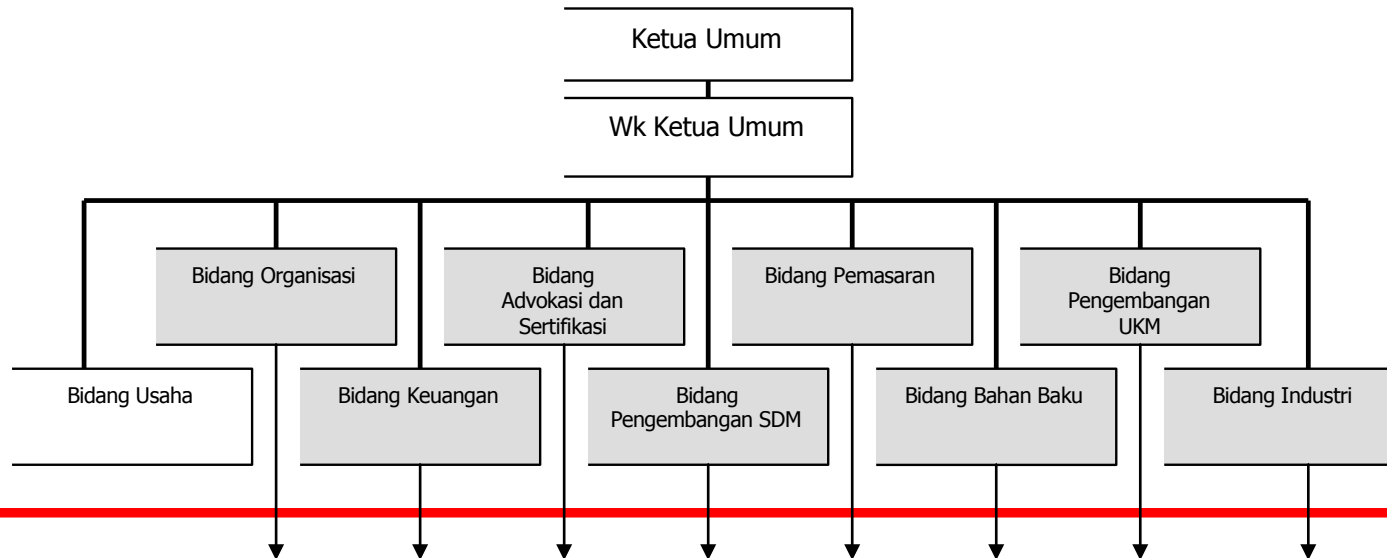 Ketua Umum
Wk Ketua Umum
Bidang Organisasi
Bidang
Advokasi dan
Sertifikasi
Bidang Pemasaran
Bidang
Pengembangan
UKM
Bidang Usaha
Bidang Keuangan
Bidang
Pengembangan SDM
Bidang Bahan Baku
Bidang Industri